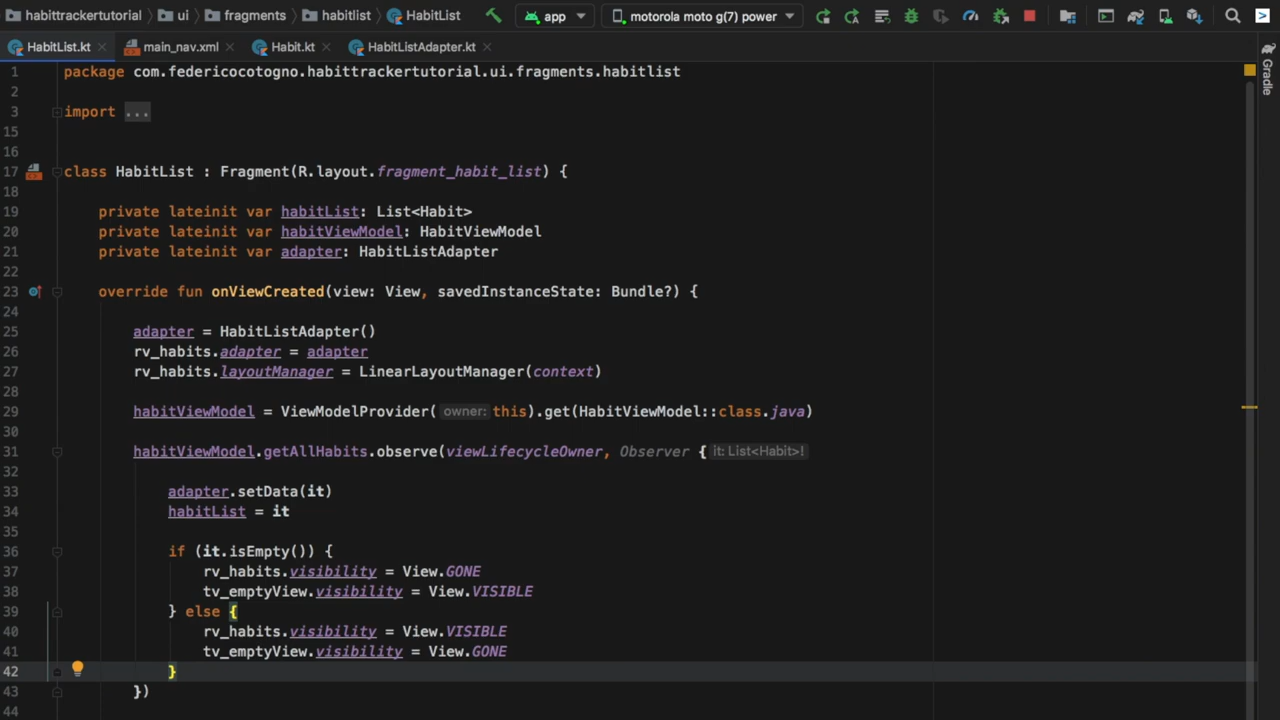 habittrackertutorial ui fragments habitlist HabitList app motorola moto g(7) power
HabitList.kt main_nav.xml Habit.kt HabitListAdapter.kt
Gradle
1 package com.federicocotogno.habittrackertutorial.ui.fragments.habitlist
2
3 import ...
15
16
17 class HabitList : Fragment(R.layout.fragment_habit_list) {
18
19 private lateinit var habitList: List<Habit>
20 private lateinit var habitViewModel: HabitViewModel
21 private lateinit var adapter: HabitListAdapter
22
23 override fun onViewCreated(view: View, savedInstanceState: Bundle?) {
24
25 adapter = HabitListAdapter()
26 rv_habits.adapter = adapter
27 rv_habits.layoutManager = LinearLayoutManager(context)
28
29 habitViewModel = ViewModelProvider( owner: this).get(HabitViewModel::class.java)
30
31 habitViewModel.getAllHabits.observe(viewLifecycleOwner, Observer { it: List<Habit>!
32
33 adapter.setData(it)
34 habitList = it
35
36 if (it.isEmpty()) {
37 rv_habits.visibility = View.GONE
38 tv_emptyView.visibility = View.VISIBLE
39 } else {
40 rv_habits.visibility = View.VISIBLE
41 tv_emptyView.visibility = View.GONE
42 }
43 })
44